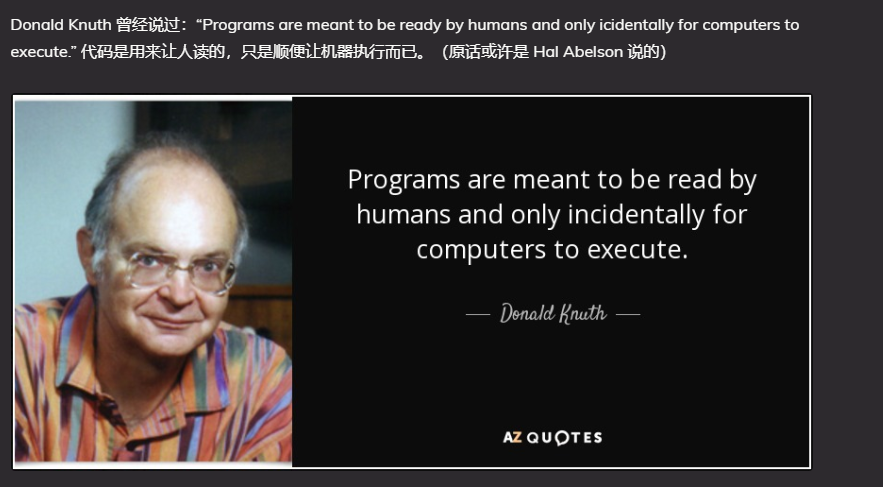 Donald Knuth 曾经说过：“Programs are meant to be ready by humans and only icidentally for computers to
execute.” 代码是用来让人读的，只是顺便让机器执行而已。（原话或许是 Hal Abelson 说的）
Programs are meant to be read by
humans and only incidentally for
computers to execute.
— Donald Knuth —
AZ QUOTES